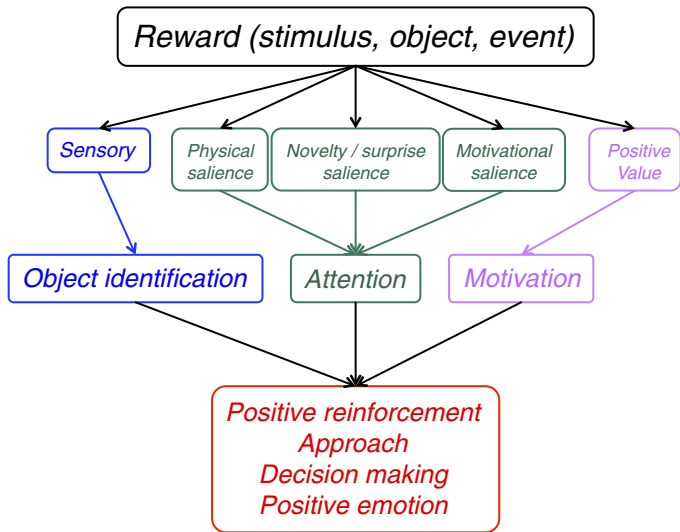 Reward (stimulus, object, event)
Sensory
Physical
salience
Novelty / surprise
salience
Motivational
salience
Positive
Value
Object identification
Attention
Motivation
Positive reinforcement
Approach
Decision making
Positive emotion